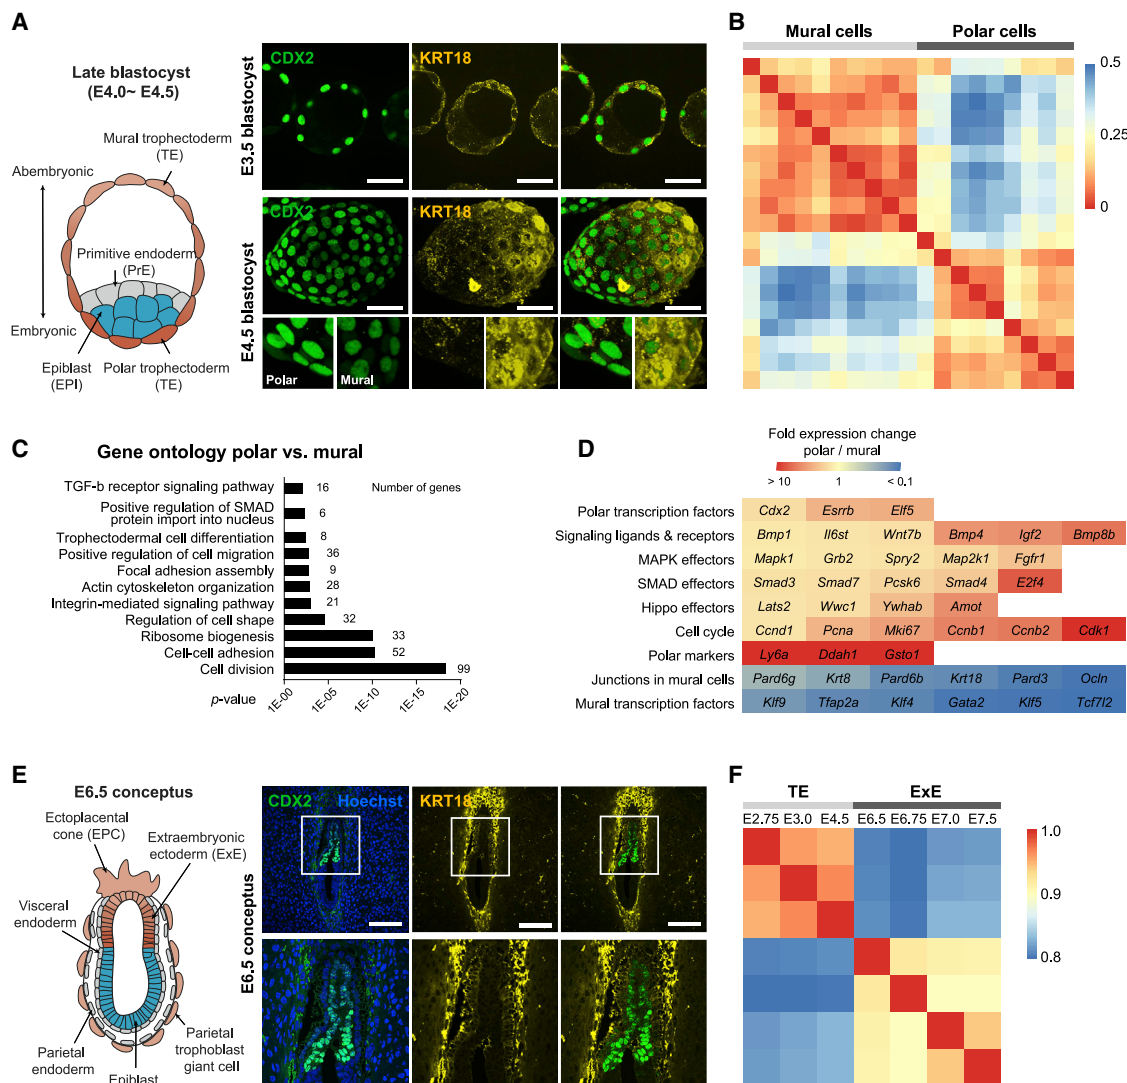 A
Late blastocyst
(E4.0~ E4.5)
Mural trophectoderm
(TE)
Abembryonic
Primitive endoderm
(PrE)
Embryonic
Epiblast
(EPI)
Polar trophectoderm
(TE)
E3.5 blastocyst
CDX2
KRT18
E4.5 blastocyst
CDX2
KRT18
Polar
Mural
B
Mural cells
Polar cells
0.5
0.25
0
C
Gene ontology polar vs. mural
Number of genes
TGF-b receptor signaling pathway 16
Positive regulation of SMAD
protein import into nucleus 6
Trophectodermal cell differentiation 8
Positive regulation of cell migration 36
Focal adhesion assembly 9
Actin cytoskeleton organization 28
Integrin-mediated signaling pathway 21
Regulation of cell shape 32
Ribosome biogenesis 33
Cell-cell adhesion 52
Cell division 99
p-value
1E-00 1E-05 1E-10 1E-15 1E-20
D
Fold expression change
polar / mural
> 10 1 < 0.1
Polar transcription factors Cdx2 Esrrb Elf5
Signaling ligands & receptors Bmp1 Il6st Wnt7b Bmp4 Igf2 Bmp8b
MAPK effectors Mapk1 Grb2 Spry2 Map2k1 Fgfr1
SMAD effectors Smad3 Smad7 Pcsk6 Smad4 E2f4
Hippo effectors Lats2 Wwc1 Ywhab Amot
Cell cycle Ccnd1 Pcna Mki67 Ccnb1 Ccnb2 Cdk1
Polar markers Ly6a Ddah1 Gsto1
Junctions in mural cells Pard6g Krt8 Pard6b Krt18 Pard3 Ocln
Mural transcription factors Klf9 Tfap2a Klf4 Gata2 Klf5 Tcf7l2
E
E6.5 conceptus
Ectoplacental
cone (EPC)
Extraembryonic
ectoderm (ExE)
Visceral
endoderm
Parietal
endoderm
Epiblast
Parietal
trophoblast
giant cell
E6.5 conceptus
CDX2
Hoechst
KRT18
F
TE
ExE
E2.75 E3.0 E4.5 E6.5 E6.75 E7.0 E7.5
1.0
0.9
0.8